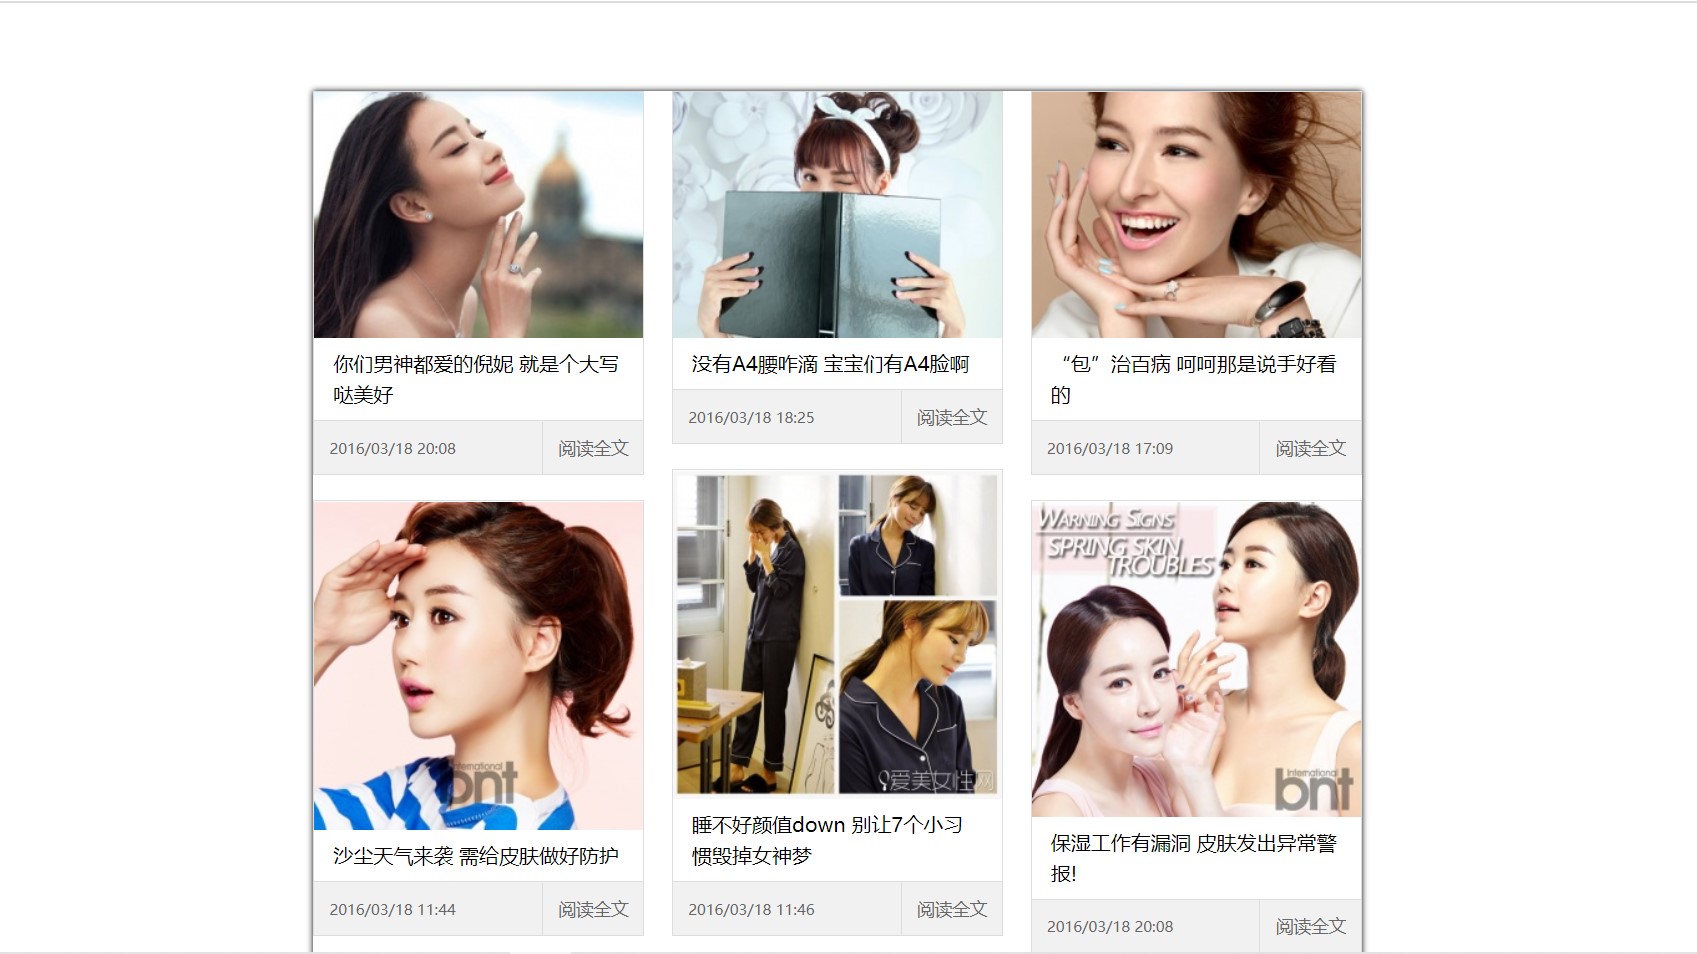 你们男神都爱的倪妮 就是个大写
哒美好
2016/03/18 20:08
阅读全文
没有A4腰咋滴 宝宝们有A4脸啊
2016/03/18 18:25
阅读全文
“包”治百病 呵呵那是说手好看
的
2016/03/18 17:09
阅读全文
International
bnt
沙尘天气来袭 需给皮肤做好防护
2016/03/18 11:44
阅读全文
爱美女性网
睡不好颜值down 别让7个小习
惯毁掉女神梦
2016/03/18 11:46
阅读全文
WARNING SIGNS
SPRING SKIN
TROUBLES
International
bnt
保湿工作有漏洞 皮肤发出异常警
报!
2016/03/18 20:08
阅读全文